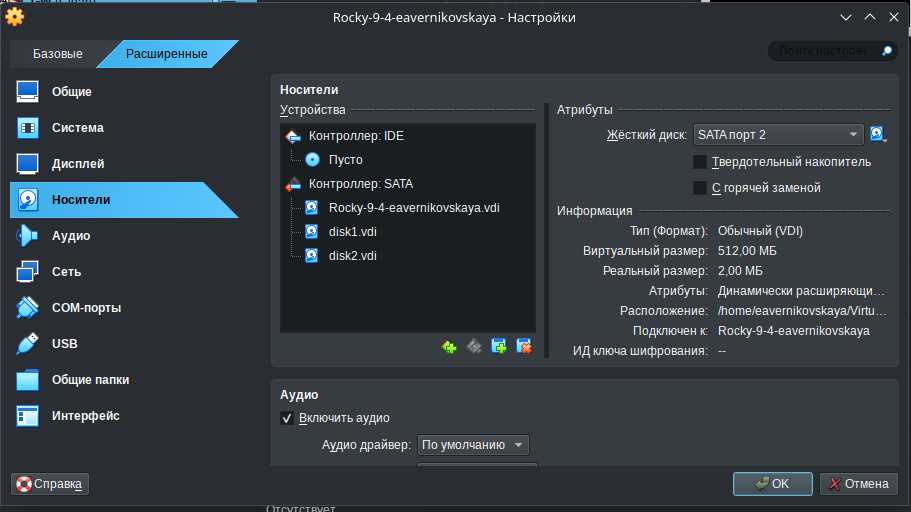 Rocky-9-4-eavernikovskaya - Настройки
Базовые
Расширенные
Поиск настроек
Общие
Система
Дисплей
Носители
Аудио
Сеть
COM-порты
USB
Общие папки
Интерфейс
Носители
Устройства
Контроллер: IDE
Пусто
Контроллер: SATA
Rocky-9-4-eavernikovskaya.vdi
disk1.vdi
disk2.vdi
Атрибуты
Жёсткий диск: SATA порт 2
Твердотельный накопитель
С горячей заменой
Информация
Тип (Формат): Обычный (VDI)
Виртуальный размер: 512,00 МБ
Реальный размер: 2,00 МБ
Атрибуты: Динамически расширяющи…
Расположение: /home/eavernikovskaya/Virtu…
Подключен к: Rocky-9-4-eavernikovskaya
ИД ключа шифрования: --
Аудио
Включить аудио
Аудио драйвер: По умолчанию
Справка
OK
Отмена